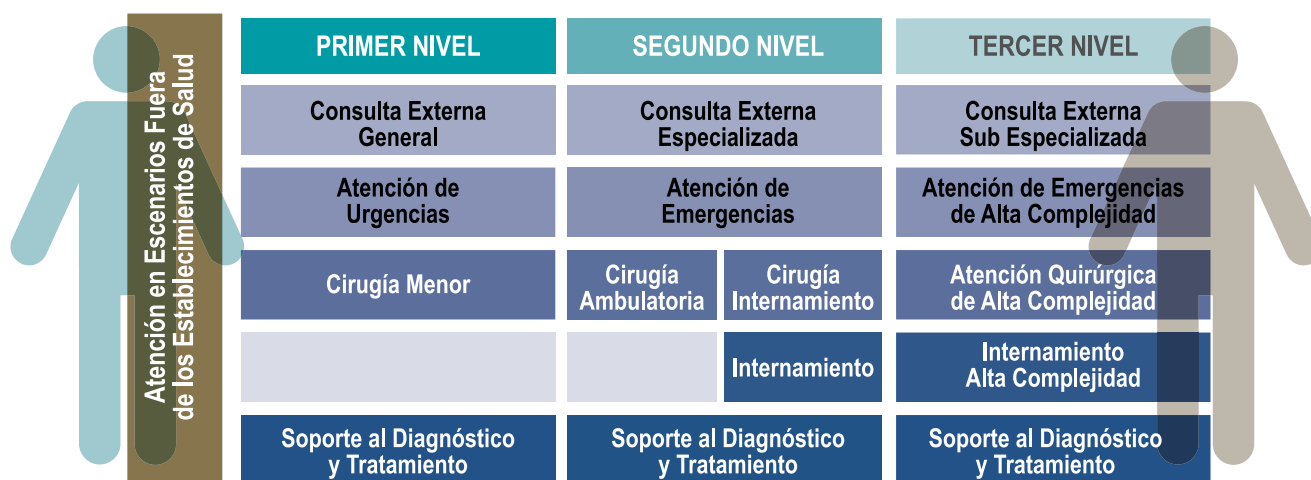 Atención en Escenarios Fuera
de los Establecimientos de Salud
PRIMER NIVEL
SEGUNDO NIVEL
TERCER NIVEL
Consulta Externa
General
Consulta Externa
Especializada
Consulta Externa
Sub Especializada
Atención de
Urgencias
Atención de
Emergencias
Atención de Emergencias
de Alta Complejidad
Cirugía Menor
Cirugía
Ambulatoria
Cirugía
Internamiento
Atención Quirúrgica
de Alta Complejidad
Internamiento
Internamiento
Alta Complejidad
Soporte al Diagnóstico
y Tratamiento
Soporte al Diagnóstico
y Tratamiento
Soporte al Diagnóstico
y Tratamiento